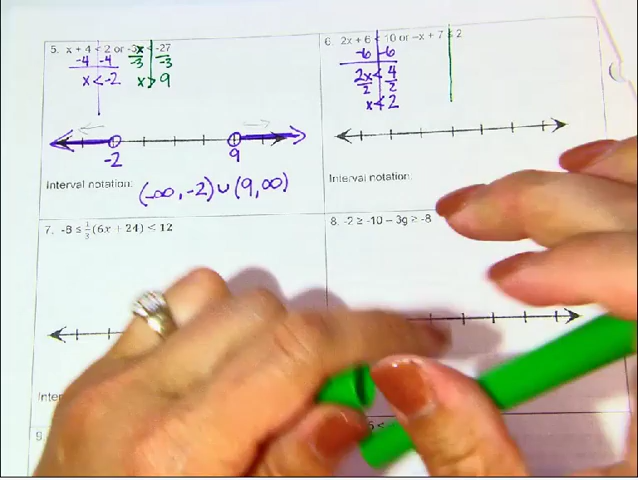 5. x + 4 < 2 or -3x < -27
-4 -4 -3 -3
x < -2 x > 9
-2 9
Interval notation: (-∞, -2) ∪ (9, ∞)
6. 2x + 6 < 10 or -x + 7 2
-6 -6
2x < 4
2 2
x < 2
Interval notation:
7. -8 ≤ 1/3 (6x + 24) < 12
8. -2 ≥ -10 - 3g ≥ -8